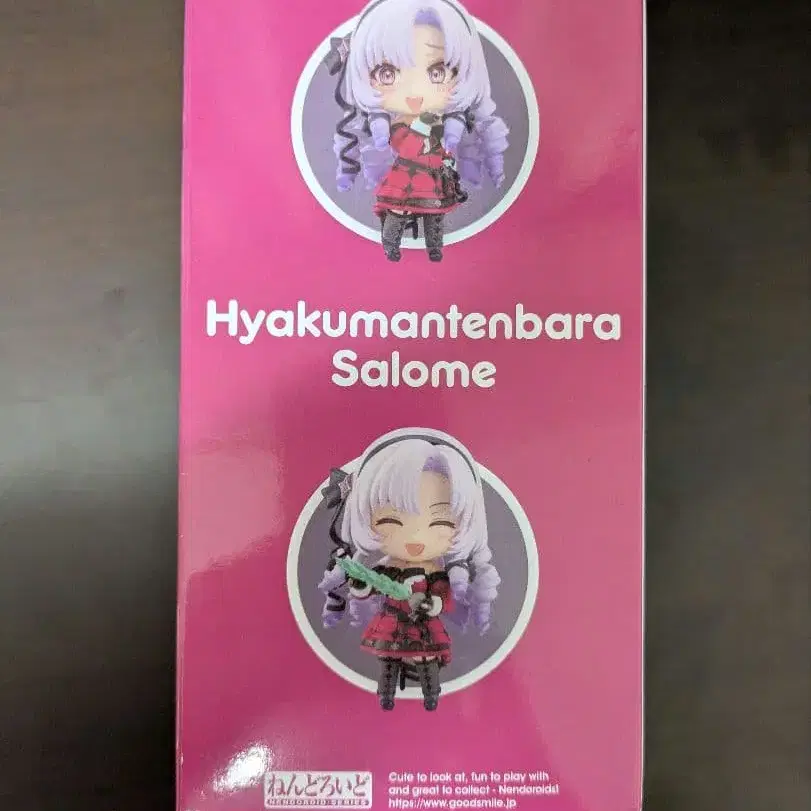 Hyakumantenbara
Salome
ねんどろいど
NENDOROID SERIES
Cute to look at, fun to play with
and great to collect - Nendoroids!
https://www.goodsmile.jp